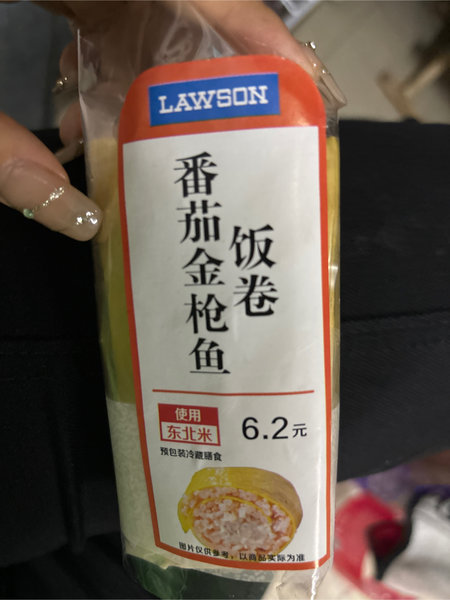 LAWSON
番茄金枪鱼
饭卷
使用
东北米
6.2元
预包装冷藏膳食
图片仅供参考，以商品实际为准